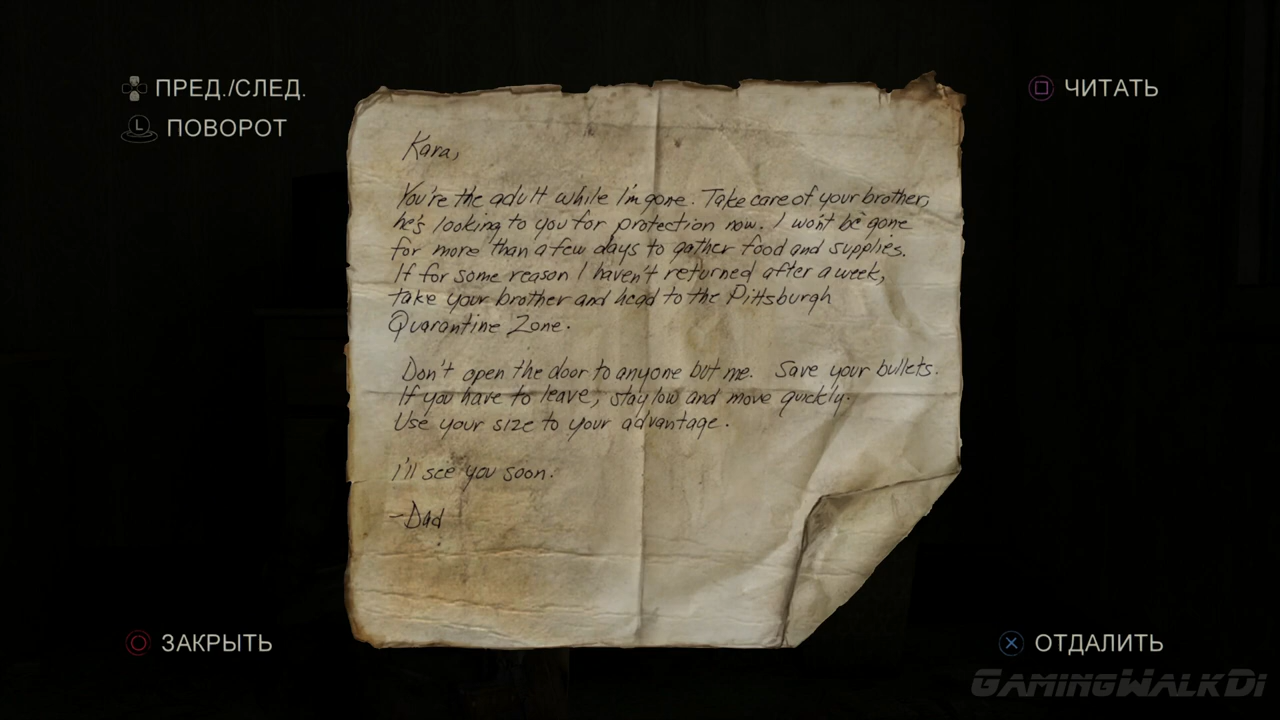 ПРЕД./СЛЕД.
ПОВОРОТ
ЧИТАТЬ
Kara,
You're the adult while I'm gone. Take care of your brother,
he's looking to you for protection now. I won't be gone
for more than a few days to gather food and supplies.
If for some reason I haven't returned after a week,
take your brother and head to the Pittsburgh
Quarantine Zone.
Don't open the door to anyone but me. Save your bullets.
If you have to leave, stay low and move quickly.
Use your size to your advantage.
I'll see you soon.
-Dad
ЗАКРЫТЬ
ОТДАЛИТЬ
GamingWalkDi